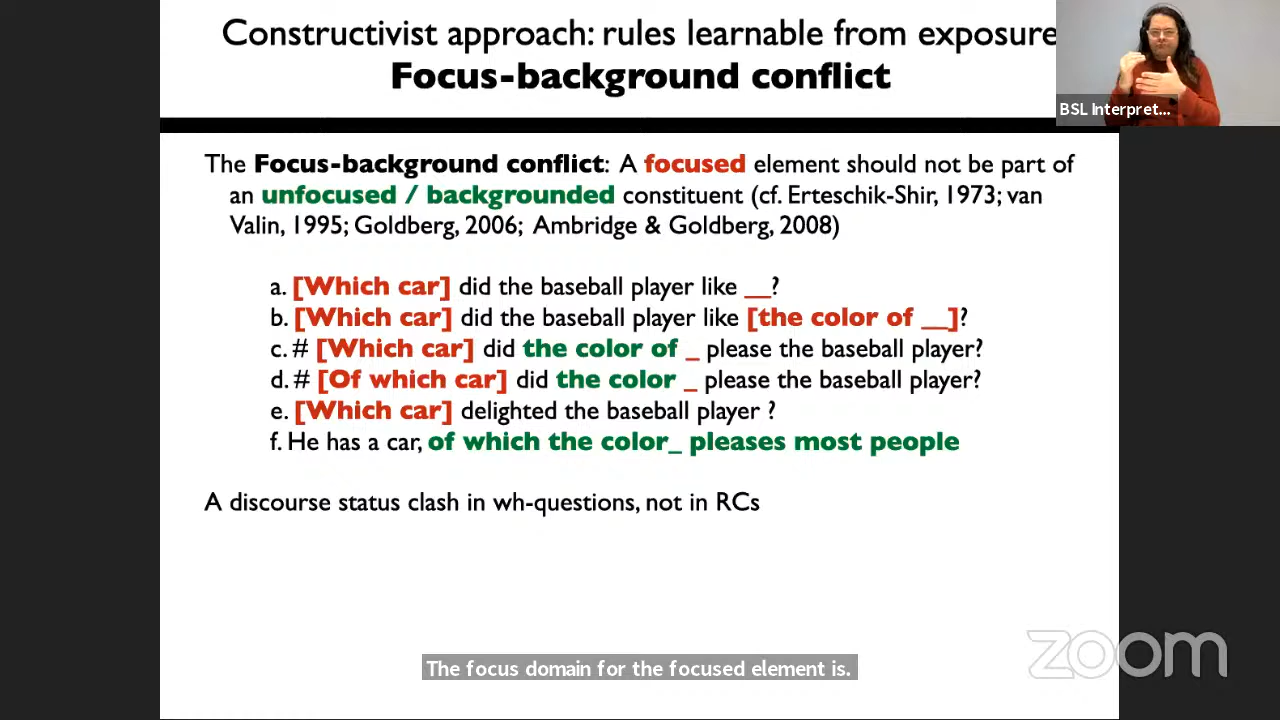 Constructivist approach: rules learnable from exposure
Focus-background conflict
BSL Interpret...
The Focus-background conflict: A focused element should not be part of
an unfocused / backgrounded constituent (cf. Erteschik-Shir, 1973; van
Valin, 1995; Goldberg, 2006; Ambridge & Goldberg, 2008)
a. [Which car] did the baseball player like __?
b. [Which car] did the baseball player like [the color of __]?
c. # [Which car] did the color of _ please the baseball player?
d. # [Of which car] did the color _ please the baseball player?
e. [Which car] delighted the baseball player ?
f. He has a car, of which the color_ pleases most people
A discourse status clash in wh-questions, not in RCs
The focus domain for the focused element is.
zoom